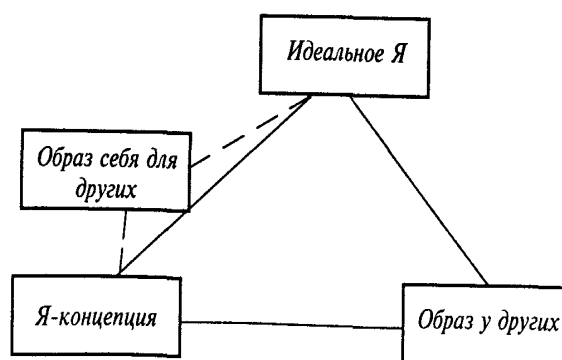 Идеальное Я
Образ себя для
других
Я-концепция
Образ у других